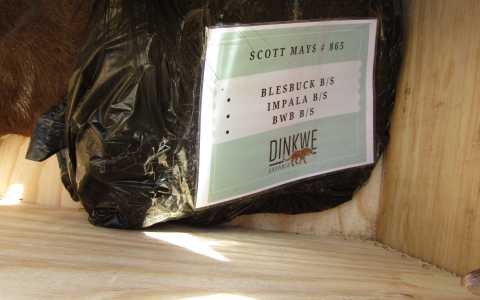 SCOTT MAYS # 865
• BLESBUCK B/S
• IMPALA B/S
• BWB B/S
DINKWE